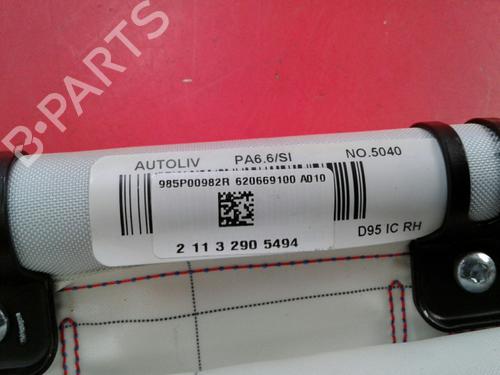 B-PARTS
AUTOLIV PA6.6/SI NO.5040
985P00982R 620669100 A010
2 11 3 290 5494
D95 IC RH